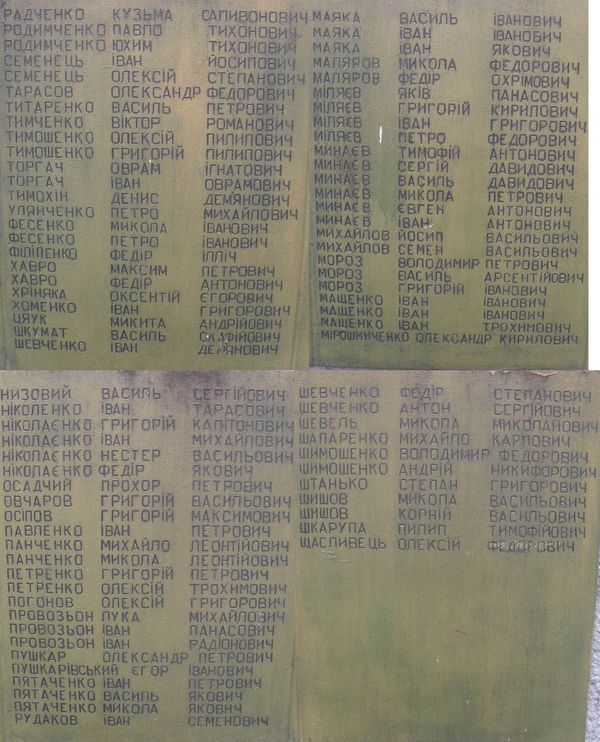 РАДЧЕНКО КУЗЬМА САЛИВОНОВИЧ
РОДИМЧЕНКО ПАВЛО ТИХОНОВИЧ
РОДИМЧЕНКО ЮХИМ ТИХОНОВИЧ
СЕМЕНЕЦЬ ІВАН ЙОСИПОВИЧ
СЕМЕНЕЦЬ ОЛЕКСІЙ СТЕПАНОВИЧ
ТАРАСОВ ОЛЕКСАНДР ФЕДОРОВИЧ
ТИТАРЕНКО ВАСИЛЬ ПЕТРОВИЧ
ТИМЧЕНКО ВІКТОР РОМАНОВИЧ
ТИМОШЕНКО ОЛЕКСІЙ ПИЛИПОВИЧ
ТИМОШЕНКО ГРИГОРІЙ ПИЛИПОВИЧ
ТОРГАЧ ОВРАМ ІГНАТОВИЧ
ТОРГАЧ ІВАН ОВРАМОВИЧ
ТИМОХІН ДЕНИС ДЕМ'ЯНОВИЧ
УЛЯНЧЕНКО ПЕТРО МИХАЙЛОВИЧ
ФЕСЕНКО МИКОЛА ІВАНОВИЧ
ФЕСЕНКО ПЕТРО ІВАНОВИЧ
ФІЛІПЕНКО ФЕДІР ІЛЛІЧ
ХАВРО МАКСИМ ПЕТРОВИЧ
ХАВРО ФЕДІР АНТОНОВИЧ
ХРІНЯКА ОКСЕНТІЙ ЄГОРОВИЧ
ХОМЕНКО ІВАН ГРИГОРОВИЧ
ЦЯУК МИКИТА АНДРІЙОВИЧ
ШКУМАТ ВАСИЛЬ СКАФІЙОВИЧ
ШЕВЧЕНКО ІВАН ДЕМ'ЯНОВИЧ
МАЯКА ВАСИЛЬ ІВАНОВИЧ
МАЯКА ІВАН ІВАНОВИЧ
МАЯКА ІВАН ЯКОВИЧ
МАЛЯРОВ МИКОЛА ФЕДОРОВИЧ
МАЛЯРОВ ФЕДІР ОХРІМОВИЧ
МІЛЯЄВ ЯКІВ ПАНАСОВИЧ
МІЛЯЄВ ГРИГОРІЙ КИРИЛОВИЧ
МІЛЯЄВ ІВАН ГРИГОРОВИЧ
МІЛЯЄВ ПЕТРО ФЕДОРОВИЧ
МИНАЄВ ТИМОФІЙ АНТОНОВИЧ
МИНАЄВ СЕРГІЙ ДАВИДОВИЧ
МИНАЄВ ВАСИЛЬ ДАВИДОВИЧ
МИНАЄВ МИКОЛА ПЕТРОВИЧ
МИНАЄВ ЄВГЕН АНТОНОВИЧ
МИНАЄВ ІВАН АНТОНОВИЧ
МИХАЙЛОВ ЙОСИП ВАСИЛЬОВИЧ
МИХАЙЛОВ СЕМЕН ВАСИЛЬОВИЧ
МОРОЗ ВОЛОДИМИР ПЕТРОВИЧ
МОРОЗ ВАСИЛЬ АРСЕНТІЙОВИЧ
МОРОЗ ГРИГОРІЙ ІВАНОВИЧ
МАЩЕНКО ІВАН ІВАНОВИЧ
МАЩЕНКО ІВАН ІВАНОВИЧ
МАЩЕНКО ІВАН ТРОХИМОВИЧ
МІРОШНИЧЕНКО ОЛЕКСАНДР КИРИЛОВИЧ
НИЗОВИЙ ВАСИЛЬ СЕРГІЙОВИЧ
НІКОЛЕНКО ІВАН ТАРАСОВИЧ
НІКОЛАЄНКО ГРИГОРІЙ КАПІТОНОВИЧ
НІКОЛАЄНКО ІВАН МИХАЙЛОВИЧ
НІКОЛАЄНКО НЕСТЕР ВАСИЛЬОВИЧ
НІКОЛАЄНКО ФЕДІР ЯКОВИЧ
ОСАДЧИЙ ПРОХОР ПЕТРОВИЧ
ОВЧАРОВ ГРИГОРІЙ ВАСИЛЬОВИЧ
ОСІПОВ ГРИГОРІЙ МАКСИМОВИЧ
ПАВЛЕНКО ІВАН ПЕТРОВИЧ
ПАНЧЕНКО МИХАЙЛО ЛЕОНТІЙОВИЧ
ПАНЧЕНКО МИКОЛА ЛЕОНТІЙОВИЧ
ПЕТРЕНКО ГРИГОРІЙ ПЕТРОВИЧ
ПЕТРЕНКО ОЛЕКСІЙ ТРОХИМОВИЧ
ПОГОНОВ ОЛЕКСІЙ ГРИГОРОВИЧ
ПРОВОЗЬОН ЛУКА МИХАЙЛОВИЧ
ПРОВОЗЬОН ІВАН ПАНАСОВИЧ
ПРОВОЗЬОН ІВАН РАДІОНОВИЧ
ПУШКАР ОЛЕКСАНДР ПЕТРОВИЧ
ПУШКАРІВСЬКИЙ ЄГОР ІВАНОВИЧ
ПЯТАЧЕНКО ІВАН ПЕТРОВИЧ
ПЯТАЧЕНКО ВАСИЛЬ ЯКОВИЧ
ПЯТАЧЕНКО МИКОЛА ЯКОВИЧ
РУДАКОВ ІВАН СЕМЕНОВИЧ
ШЕВЧЕНКО ФЕДІР СТЕПАНОВИЧ
ШЕВЧЕНКО АНТОН СЕРГІЙОВИЧ
ШЕВЕЛЬ МИКОЛА МИКОЛАЙОВИЧ
ШАПАРЕНКО МИХАЙЛО КАРПОВИЧ
ШИМОШЕНКО ВОЛОДИМИР ФЕДОРОВИЧ
ШИМОШЕНКО АНДРІЙ НИКИФОРОВИЧ
ШТАНЬКО СТЕПАН ГРИГОРОВИЧ
ШИШОВ МИКОЛА ВАСИЛЬОВИЧ
ШИШОВ КОРНІЙ ВАСИЛЬОВИЧ
ШКАРУПА ПИЛИП ТИМОФІЙОВИЧ
ЩАСЛИВЕЦЬ ОЛЕКСІЙ ФЕДОРОВИЧ